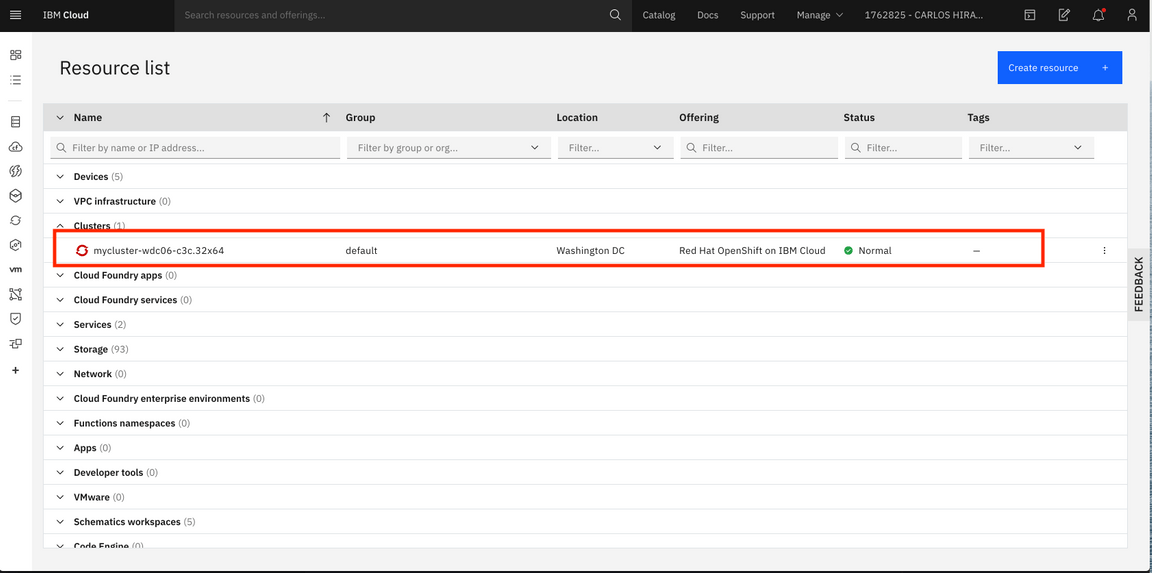 IBM Cloud Search resources and offerings... Catalog Docs Support Manage 1762825 - CARLOS HIRA...
Resource list Create resource +
Name Group Location Offering Status Tags
Filter by name or IP address... Filter by group or org... Filter... Filter... Filter... Filter...
Devices (5)
VPC infrastructure (0)
Clusters (1)
mycluster-wdc06-c3c.32x64 default Washington DC Red Hat OpenShift on IBM Cloud Normal —
Cloud Foundry apps (0)
Cloud Foundry services (0)
Services (2)
Storage (93)
Network (0)
Cloud Foundry enterprise environments (0)
Functions namespaces (0)
Apps (0)
Developer tools (0)
VMware (0)
Schematics workspaces (5)
Code Engine (0)
vm
FEEDBACK